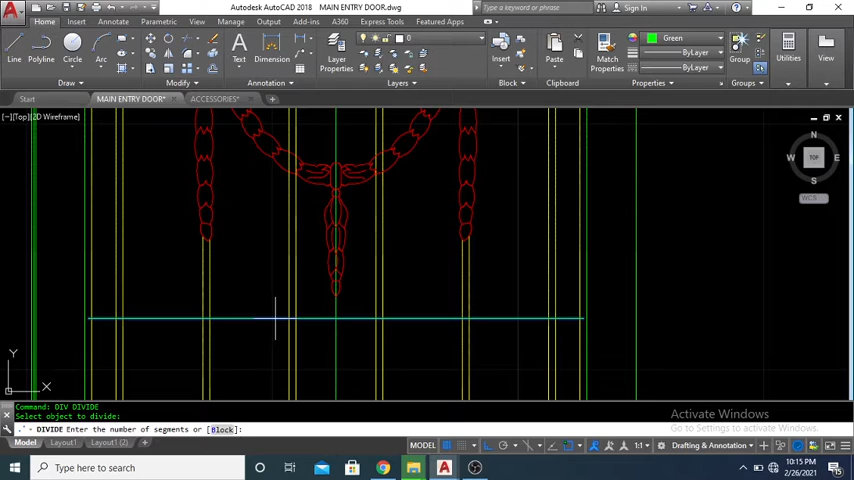 Autodesk AutoCAD 2018 MAIN ENTRY DOOR.dwg
Type a keyword or phrase
Sign In
Home Insert Annotate Parametric View Manage Output Add-ins A360 Express Tools Featured Apps
Line Polyline Circle Arc
Text Dimension
Layer Properties
0
Insert
Paste
Match Properties
Green
ByLayer
ByLayer
Group
Utilities
View
Draw Modify Annotation Layers Block Clipboard Properties Groups
Start MAIN ENTRY DOOR* ACCESSORIES*
[−][Top][2D Wireframe]
N
W TOP E
S
WCS
Y
X
Command: DIV DIVIDE
Select object to divide:
DIVIDE Enter the number of segments or [Block]:
Activate Windows
Go to Settings to activate Windows.
Model Layout1 Layout1 (2) +
MODEL
1:1
Drafting & Annotation
Type here to search
10:15 PM
2/26/2021
15